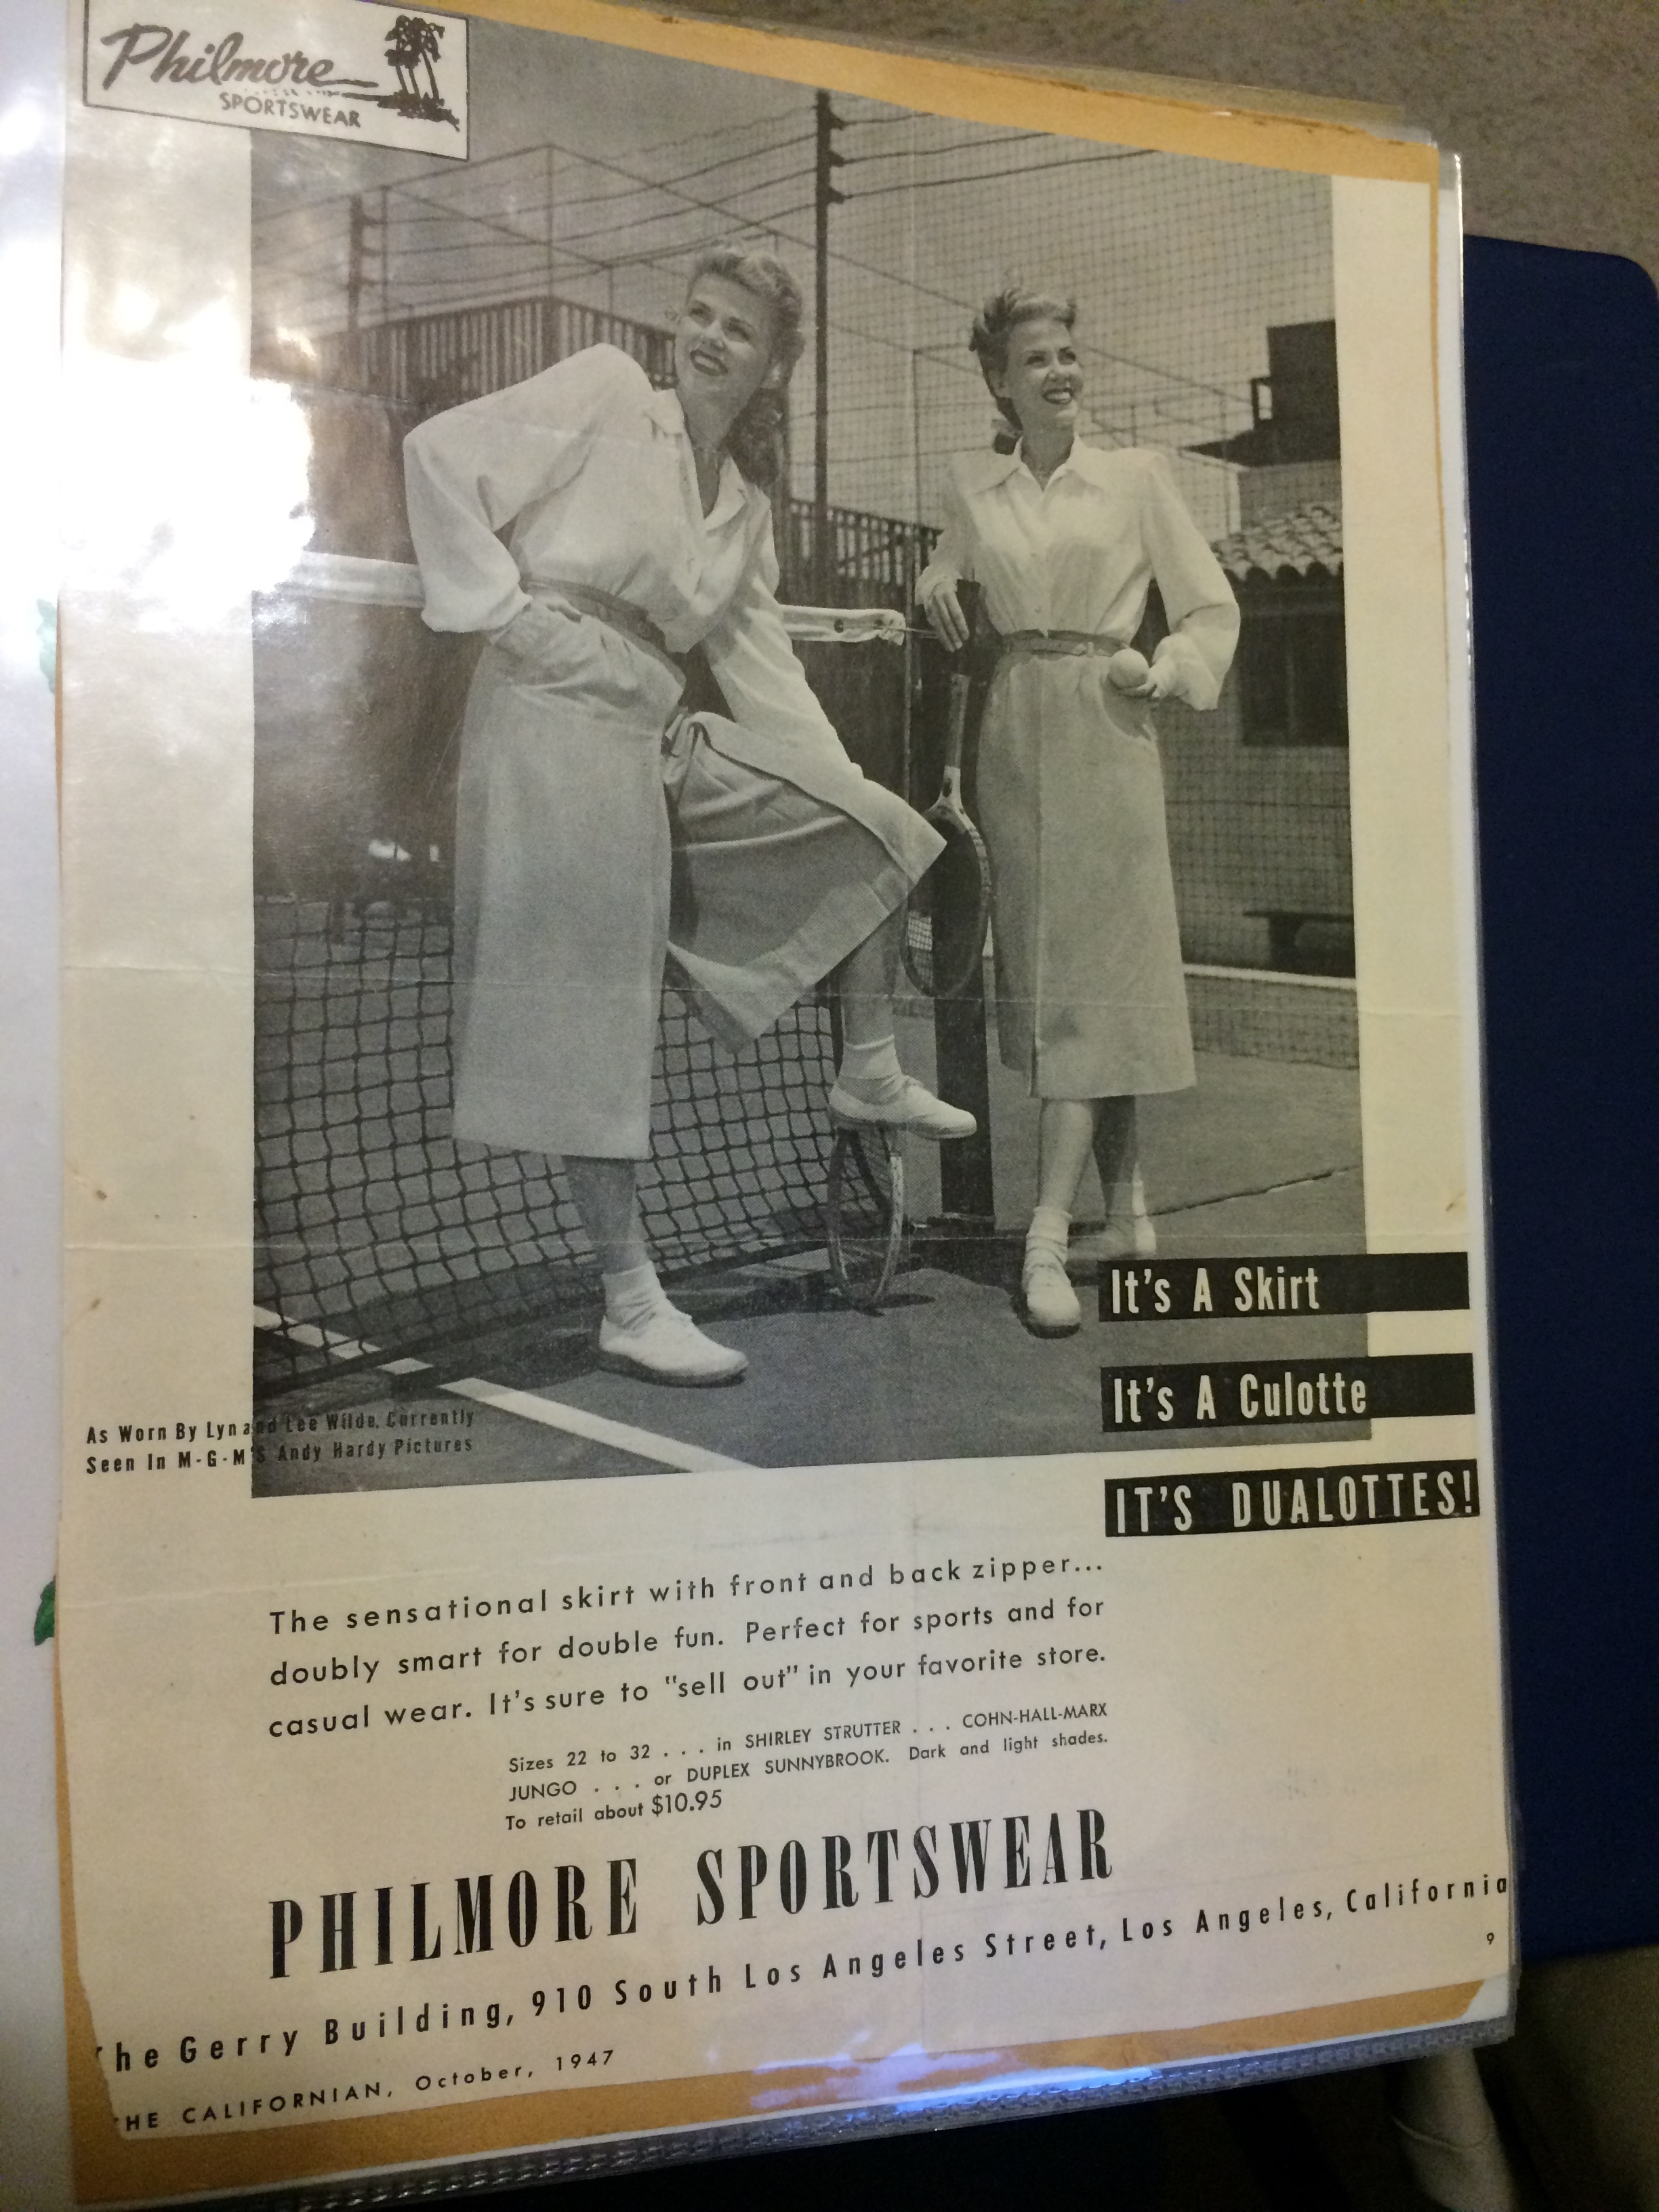 Philmore
SPORTSWEAR
It's A Skirt
It's A Culotte
IT'S DUALOTTES!
As Worn By Lyn and Lee Wilde, Currently
Seen In M-G-M'S Andy Hardy Pictures
The sensational skirt with front and back zipper...
doubly smart for double fun. Perfect for sports and for
casual wear. It's sure to "sell out" in your favorite store.
Sizes 22 to 32 . . . in SHIRLEY STRUTTER . . . COHN-HALL-MARX
JUNGO . . . or DUPLEX SUNNYBROOK. Dark and light shades.
To retail about $10.95
PHILMORE SPORTSWEAR
he Gerry Building, 910 South Los Angeles Street, Los Angeles, California
9
HE CALIFORNIAN, October, 1947